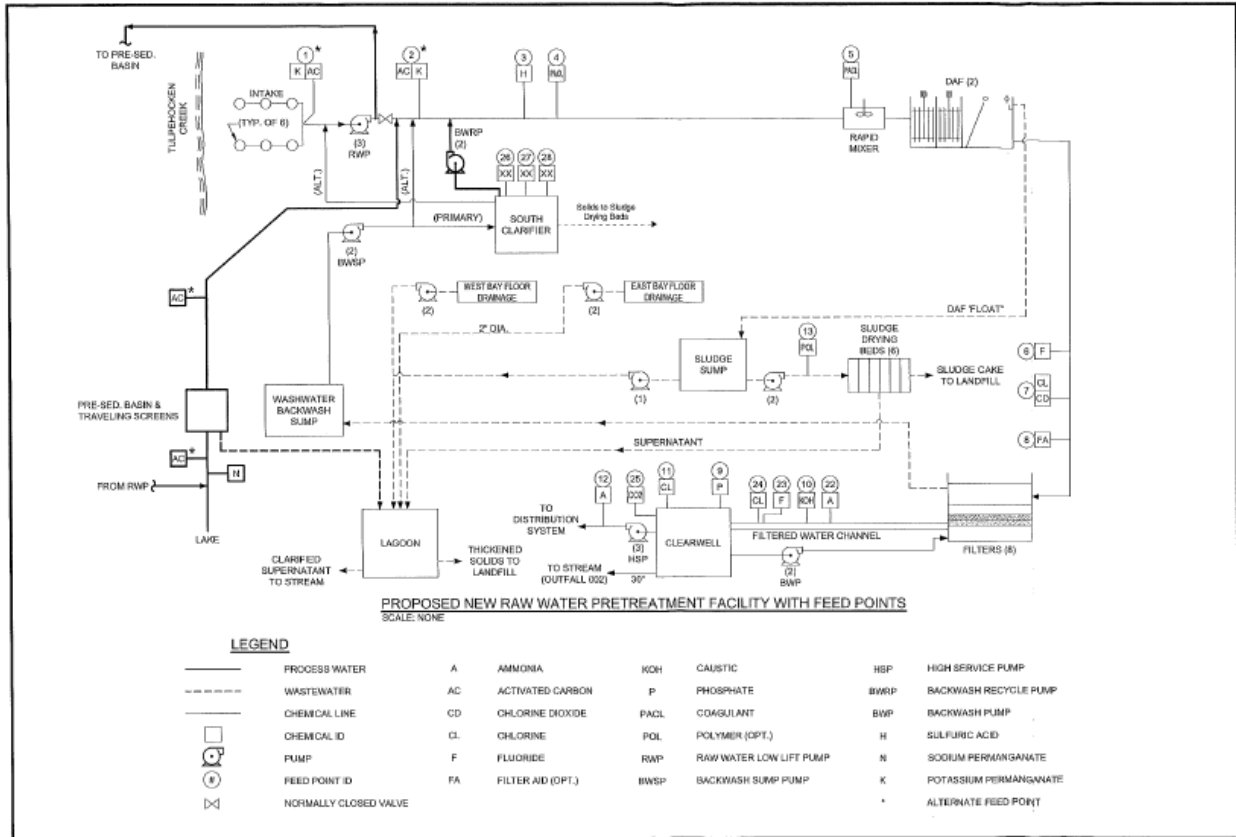 TO PRE-SED.
BASIN
TULPEHOCKEN
CREEK
1 *
K AC
INTAKE
(TYP. OF 6)
(3)
RWP
(ALT.)
2 *
AC K
(ALT.)
BWRP
(2)
3
H
4
PACL
5
PACL
RAPID
MIXER
DAF (2)
26 27 28
XX XX XX
SOUTH
CLARIFIER
(PRIMARY)
Solids to Sludge
Drying Beds
(2)
BWSP
AC *
WEST BAY FLOOR
DRAINAGE
(2)
EAST BAY FLOOR
DRAINAGE
(2)
2" DIA.
DAF "FLOAT"
SLUDGE
SUMP
(1)
(2)
13
POL
SLUDGE
DRYING
BEDS (6)
SLUDGE CAKE
TO LANDFILL
6 F
7 CL
CD
8 FA
WASHWATER
BACKWASH
SUMP
PRE-SED. BASIN &
TRAVELING SCREENS
SUPERNATANT
AC *
N
FROM RWP
LAKE
LAGOON
CLARIFIED
SUPERNATANT
TO STREAM
THICKENED
SOLIDS TO
LANDFILL
12
A
25
CO2
11
CL
9
P
24
CL
23
F
10
KOH
22
A
TO
DISTRIBUTION
SYSTEM
(3)
HSP
CLEARWELL
FILTERED WATER CHANNEL
(2)
BWP
FILTERS (8)
TO STREAM
(OUTFALL 002)
30"
PROPOSED NEW RAW WATER PRETREATMENT FACILITY WITH FEED POINTS
SCALE: NONE
LEGEND
PROCESS WATER
WASTEWATER
CHEMICAL LINE
CHEMICAL ID
PUMP
# FEED POINT ID
NORMALLY CLOSED VALVE
A AMMONIA
AC ACTIVATED CARBON
CD CHLORINE DIOXIDE
CL CHLORINE
F FLUORIDE
FA FILTER AID (OPT.)
KOH CAUSTIC
P PHOSPHATE
PACL COAGULANT
POL POLYMER (OPT.)
RWP RAW WATER LOW LIFT PUMP
BWSP BACKWASH SUMP PUMP
HSP HIGH SERVICE PUMP
BWRP BACKWASH RECYCLE PUMP
BWP BACKWASH PUMP
H SULFURIC ACID
N SODIUM PERMANGANATE
K POTASSIUM PERMANGANATE
* ALTERNATE FEED POINT